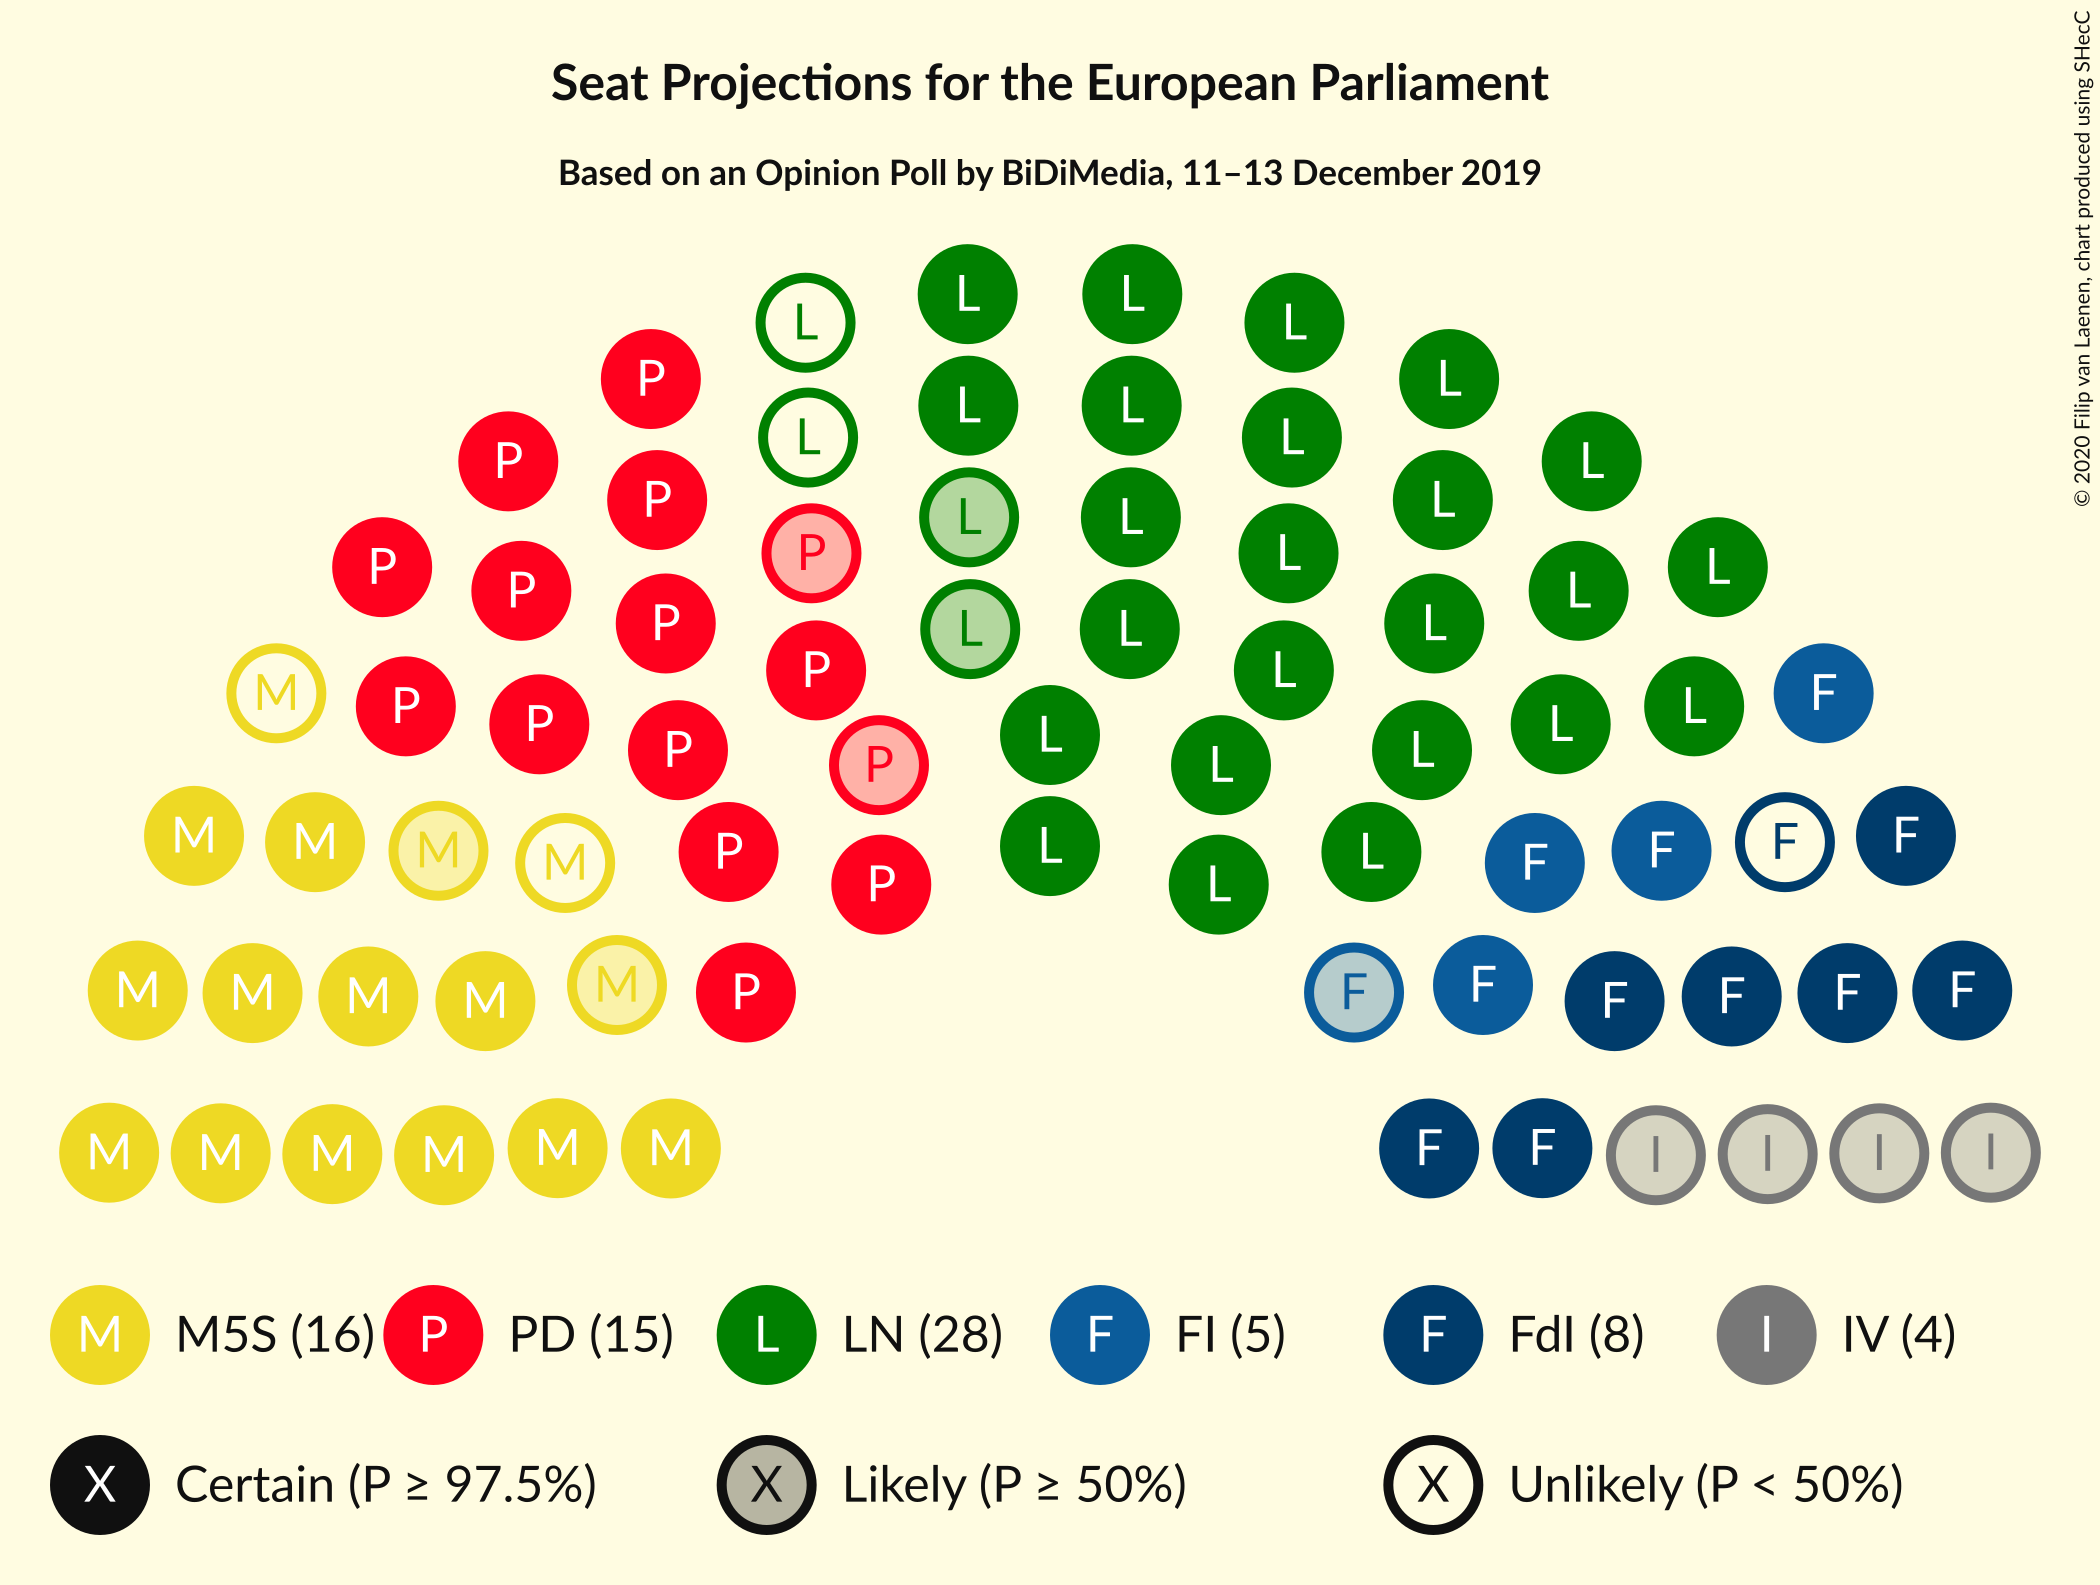 Seat Projections for the European Parliament
Based on an Opinion Poll by BiDiMedia, 11–13 December 2019
© 2020 Filip van Laenen, chart produced using SHecC
L L
L L
P L
L L
L L
P L L
P L
P L L L
P P
P L L
P L L
L L
P L
M P L F
P L
P L
P L
L
P L
M M F
M M P L F F
M F
L
P L
M F
P F
M M F F
M M F F
M M F F
M M F F
M M M M I I I I
M M5S (16) P PD (15) L LN (28) F FI (5) F FdI (8) I IV (4)
X Certain (P ≥ 97.5%) X Likely (P ≥ 50%) X Unlikely (P < 50%)